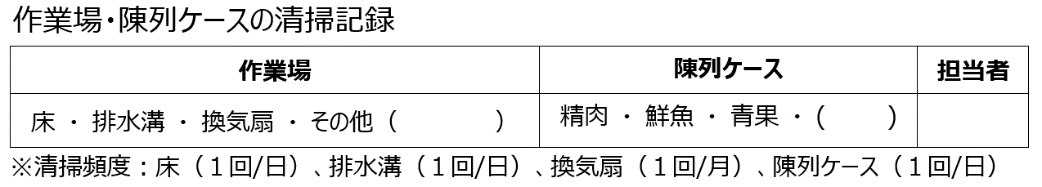 作業場・陳列ケースの清掃記録
作業場 陳列ケース 担当者
床 ・ 排水溝 ・ 換気扇 ・ その他（　　　　） 精肉 ・ 鮮魚 ・ 青果 ・ (　　　)
※清掃頻度：床（１回/日）、排水溝（１回/日）、換気扇（１回/月）、陳列ケース（１回/日）